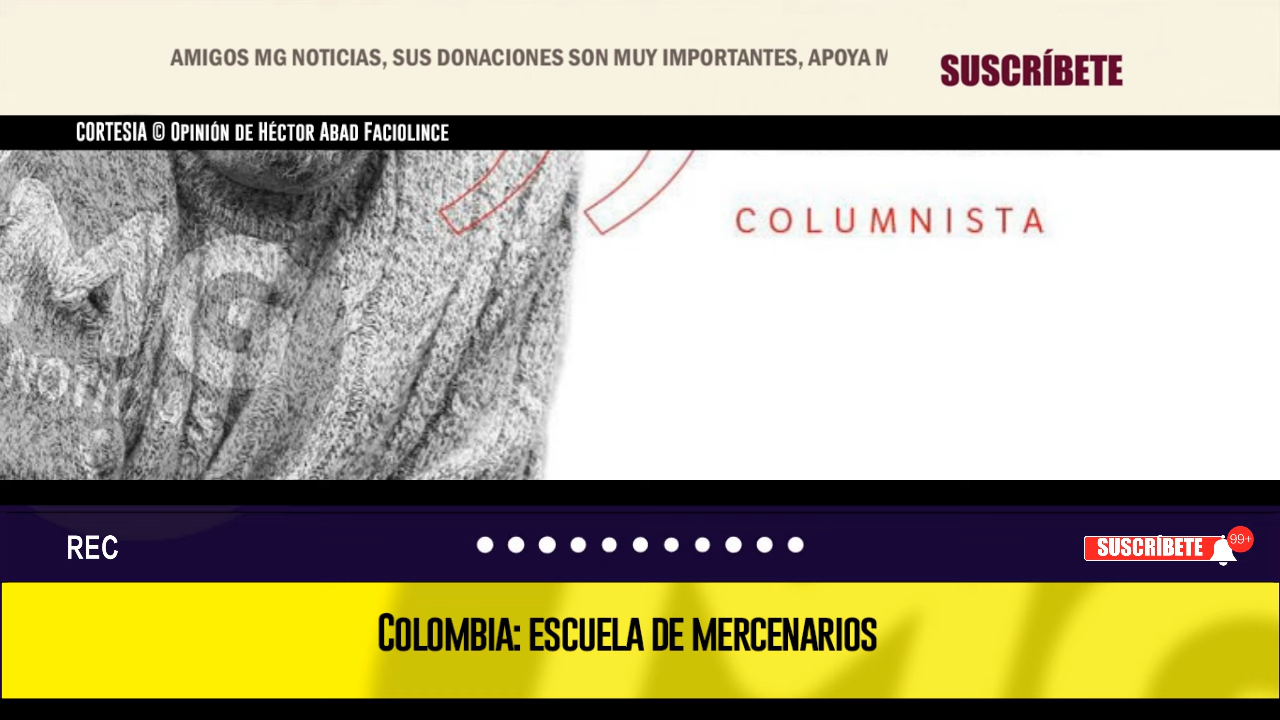 AMIGOS MG NOTICIAS, SUS DONACIONES SON MUY IMPORTANTES, APOYA M
SUSCRÍBETE
CORTESIA © OPINIÓN DE HÉCTOR ABAD FACIOLINCE
COLUMNISTA
MG
REC
SUSCRÍBETE
99+
COLOMBIA: ESCUELA DE MERCENARIOS